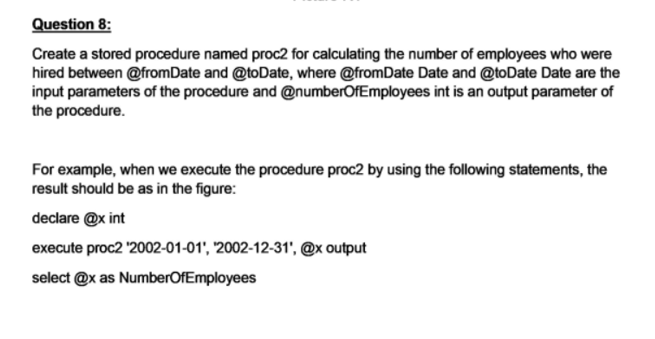 Question 8:
Create a stored procedure named proc2 for calculating the number of employees who were
hired between @fromDate and @toDate, where @fromDate Date and @toDate Date are the
input parameters of the procedure and @numberOfEmployees int is an output parameter of
the procedure.
For example, when we execute the procedure proc2 by using the following statements, the
result should be as in the figure:
declare @x int
execute proc2 '2002-01-01', '2002-12-31', @x output
select @x as NumberOfEmployees